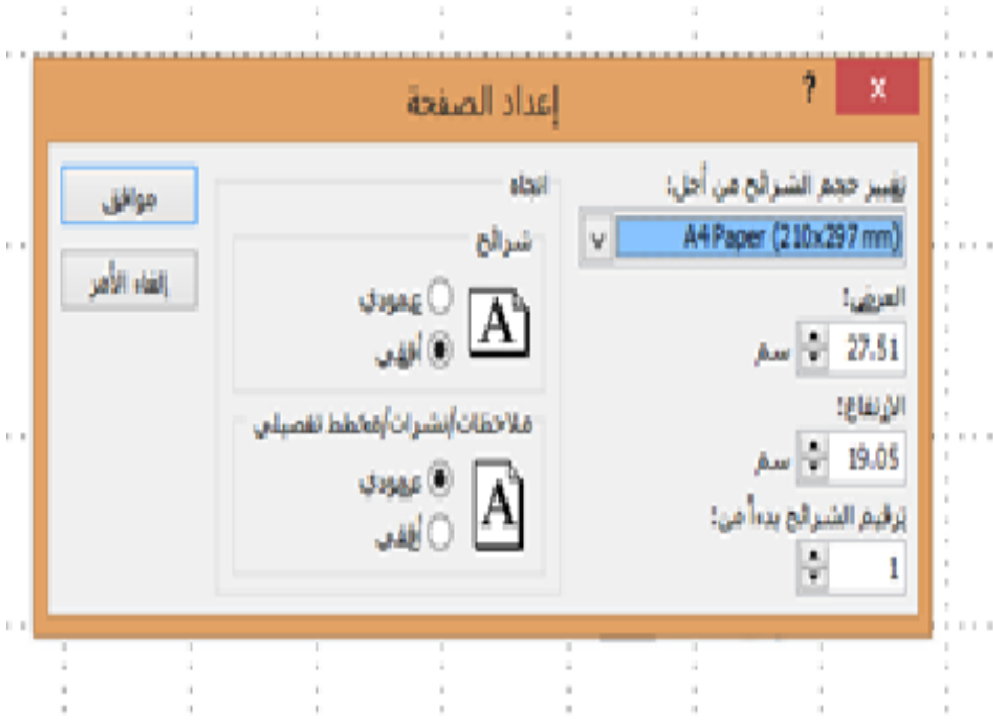 إعداد الصفحة
?
x
تغيير حجم الشرائح من أجل:
A4 Paper (210x297 mm)
العرض:
27.51 سم
الارتفاع:
19.05 سم
ترقيم الشرائح بدءاً من:
1
اتجاه
شرائح
A
عمودي
أفقي
ملاحظات/نشرات/مخطط تفصيلي
A
عمودي
أفقي
موافق
إلغاء الأمر